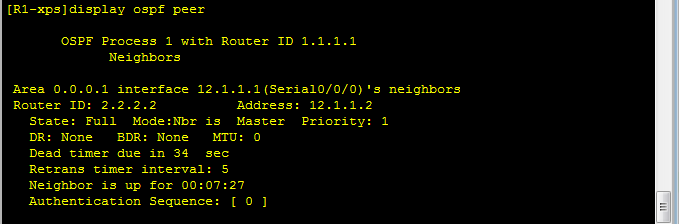 [R1-xps]display ospf peer
OSPF Process 1 with Router ID 1.1.1.1
Neighbors
Area 0.0.0.1 interface 12.1.1.1(Serial0/0/0)'s neighbors
Router ID: 2.2.2.2 Address: 12.1.1.2
State: Full Mode:Nbr is Master Priority: 1
DR: None BDR: None MTU: 0
Dead timer due in 34 sec
Retrans timer interval: 5
Neighbor is up for 00:07:27
Authentication Sequence: [ 0 ]